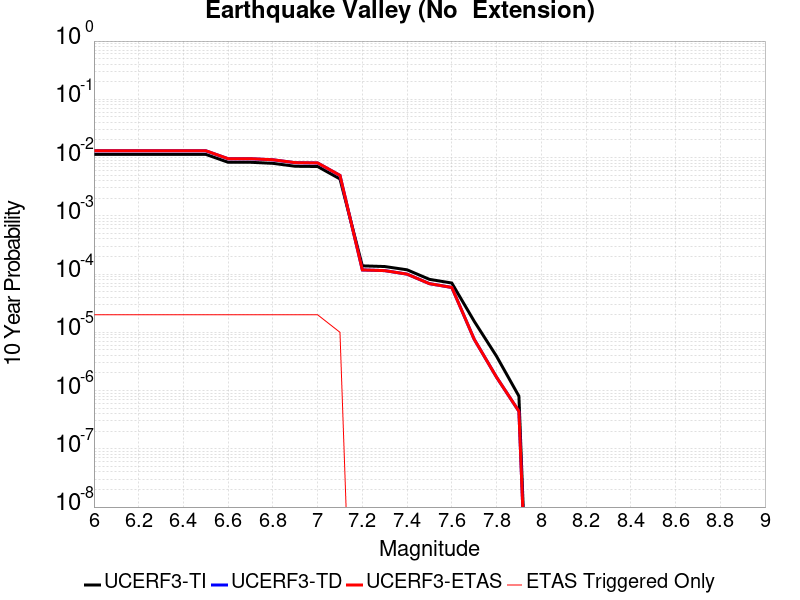 Earthquake Valley (No  Extension)
10^0
10^-1
10^-2
10^-3
10^-4
10^-5
10^-6
10^-7
10^-8
10 Year Probability
6 6.2 6.4 6.6 6.8 7 7.2 7.4 7.6 7.8 8 8.2 8.4 8.6 8.8 9
Magnitude
UCERF3-TI UCERF3-TD UCERF3-ETAS ETAS Triggered Only